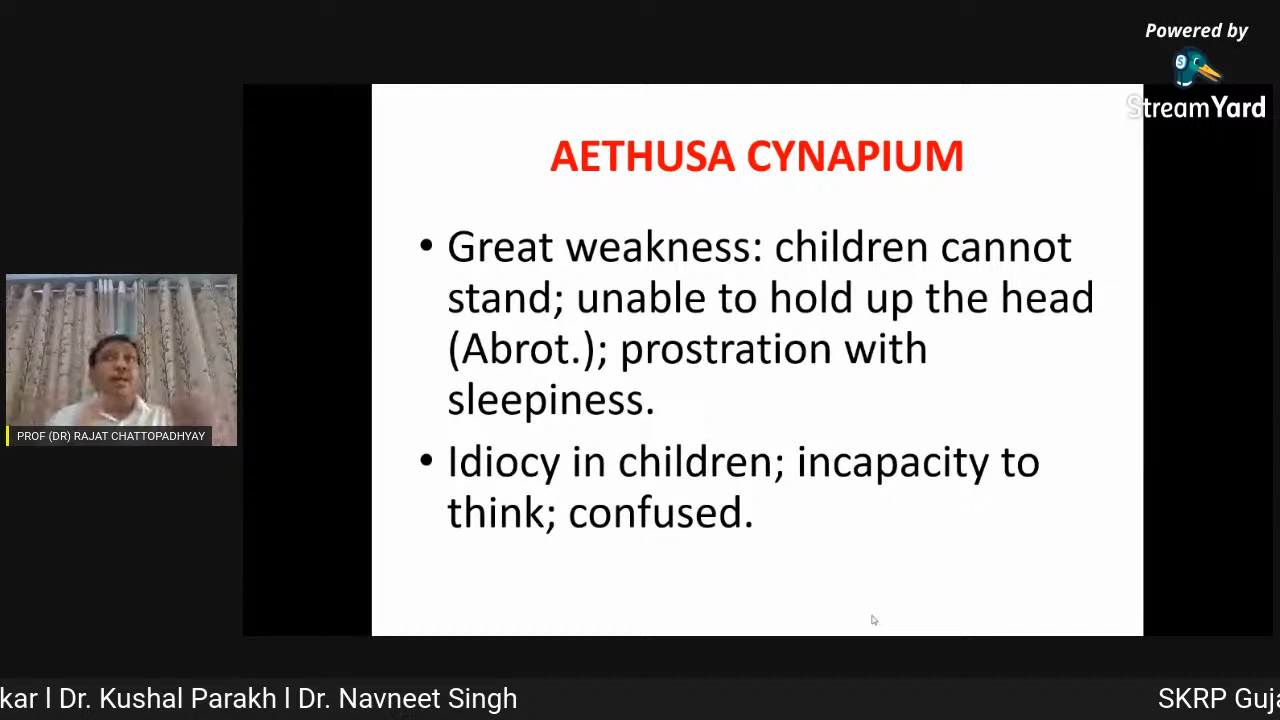 Powered by
StreamYard
AETHUSA CYNAPIUM
• Great weakness: children cannot
stand; unable to hold up the head
(Abrot.); prostration with
sleepiness.
• Idiocy in children; incapacity to
think; confused.
PROF (DR) RAJAT CHATTOPADHYAY
kar l Dr. Kushal Parakh l Dr. Navneet Singh
SKRP Guja